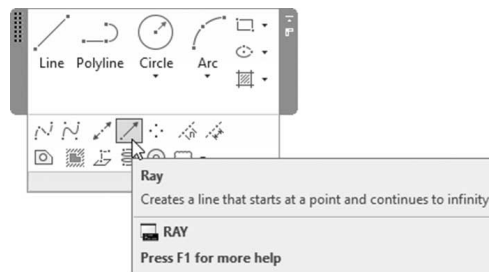 Line Polyline Circle Arc
Ray
Creates a line that starts at a point and continues to infinity
RAY
Press F1 for more help